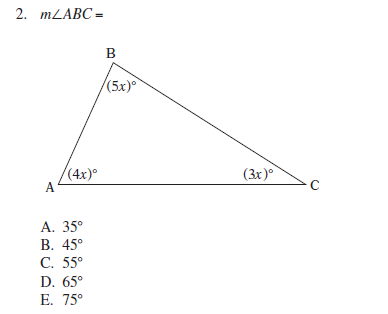 2. m∠ABC =
B
(5x)°
(4x)° (3x)°
A C
A. 35°
B. 45°
C. 55°
D. 65°
E. 75°